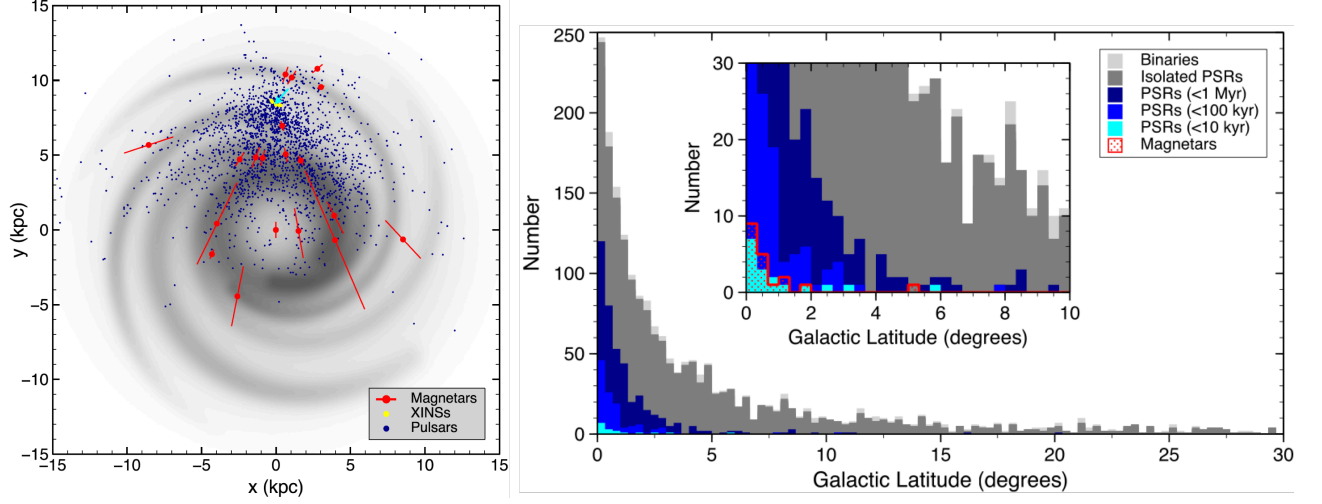 15
10
5
0
−5
−10
−15
−15 −10 −5 0 5 10 15
y (kpc)
x (kpc)
Magnetars
XINSs
Pulsars
250
200
150
100
50
0
0 5 10 15 20 25 30
Number
Galactic Latitude (degrees)
30
20
10
0
0 2 4 6 8 10
Number
Galactic Latitude (degrees)
Binaries
Isolated PSRs
PSRs (<1 Myr)
PSRs (<100 kyr)
PSRs (<10 kyr)
Magnetars